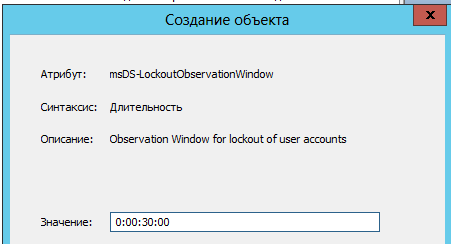 Создание объекта
x
Атрибут: msDS-LockoutObservationWindow
Синтаксис: Длительность
Описание: Observation Window for lockout of user accounts
Значение: 0:00:30:00